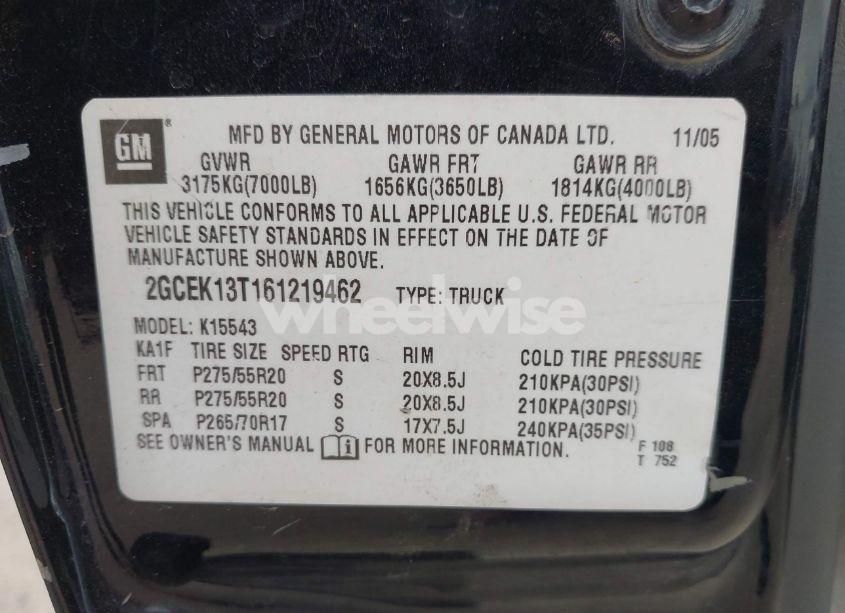 GM ® MFD BY GENERAL MOTORS OF CANADA LTD. 11/05
GVWR GAWR FRT GAWR RR
3175KG(7000LB) 1656KG(3650LB) 1814KG(4000LB)
THIS VEHICLE CONFORMS TO ALL APPLICABLE U.S. FEDERAL MOTOR
VEHICLE SAFETY STANDARDS IN EFFECT ON THE DATE OF
MANUFACTURE SHOWN ABOVE.
2GCEK13T161219462 TYPE: TRUCK
wheelwise
MODEL: K15543
KA1F TIRE SIZE SPEED RTG RIM COLD TIRE PRESSURE
FRT P275/55R20 S 20X8.5J 210KPA(30PSI)
RR P275/55R20 S 20X8.5J 210KPA(30PSI)
SPA P265/70R17 S 17X7.5J 240KPA(35PSI)
SEE OWNER'S MANUAL FOR MORE INFORMATION. F 108
T 752